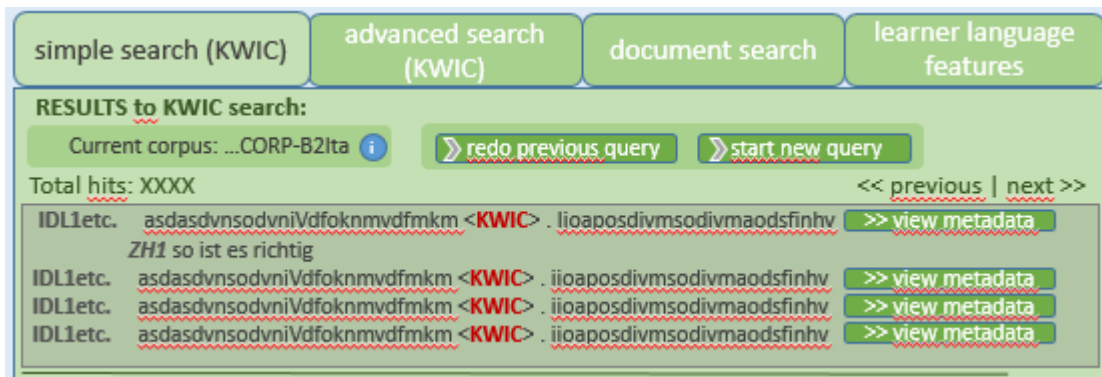 simple search (KWIC)
advanced search
(KWIC)
document search
learner language
features
RESULTS to KWIC search:
Current corpus: ...CORP-B2Ita i
redo previous query
start new query
Total hits: XXXX
<< previous | next >>
IDL1etc. asdasdvnsodvniVdfoknmvdfmkm <KWIC> . Iioaposdivmsodivmaodsfinhv >> view metadata
ZH1 so ist es richtig
IDL1etc. asdasdvnsodvniVdfoknmvdfmkm <KWIC> . iioaposdivmsodivmaodsfinhv >> view metadata
IDL1etc. asdasdvnsodvniVdfoknmvdfmkm <KWIC> . iioaposdivmsodivmaodsfinhv >> view metadata
IDL1etc. asdasdvnsodvniVdfoknmvdfmkm <KWIC> . iioaposdivmsodivmaodsfinhv >> view metadata